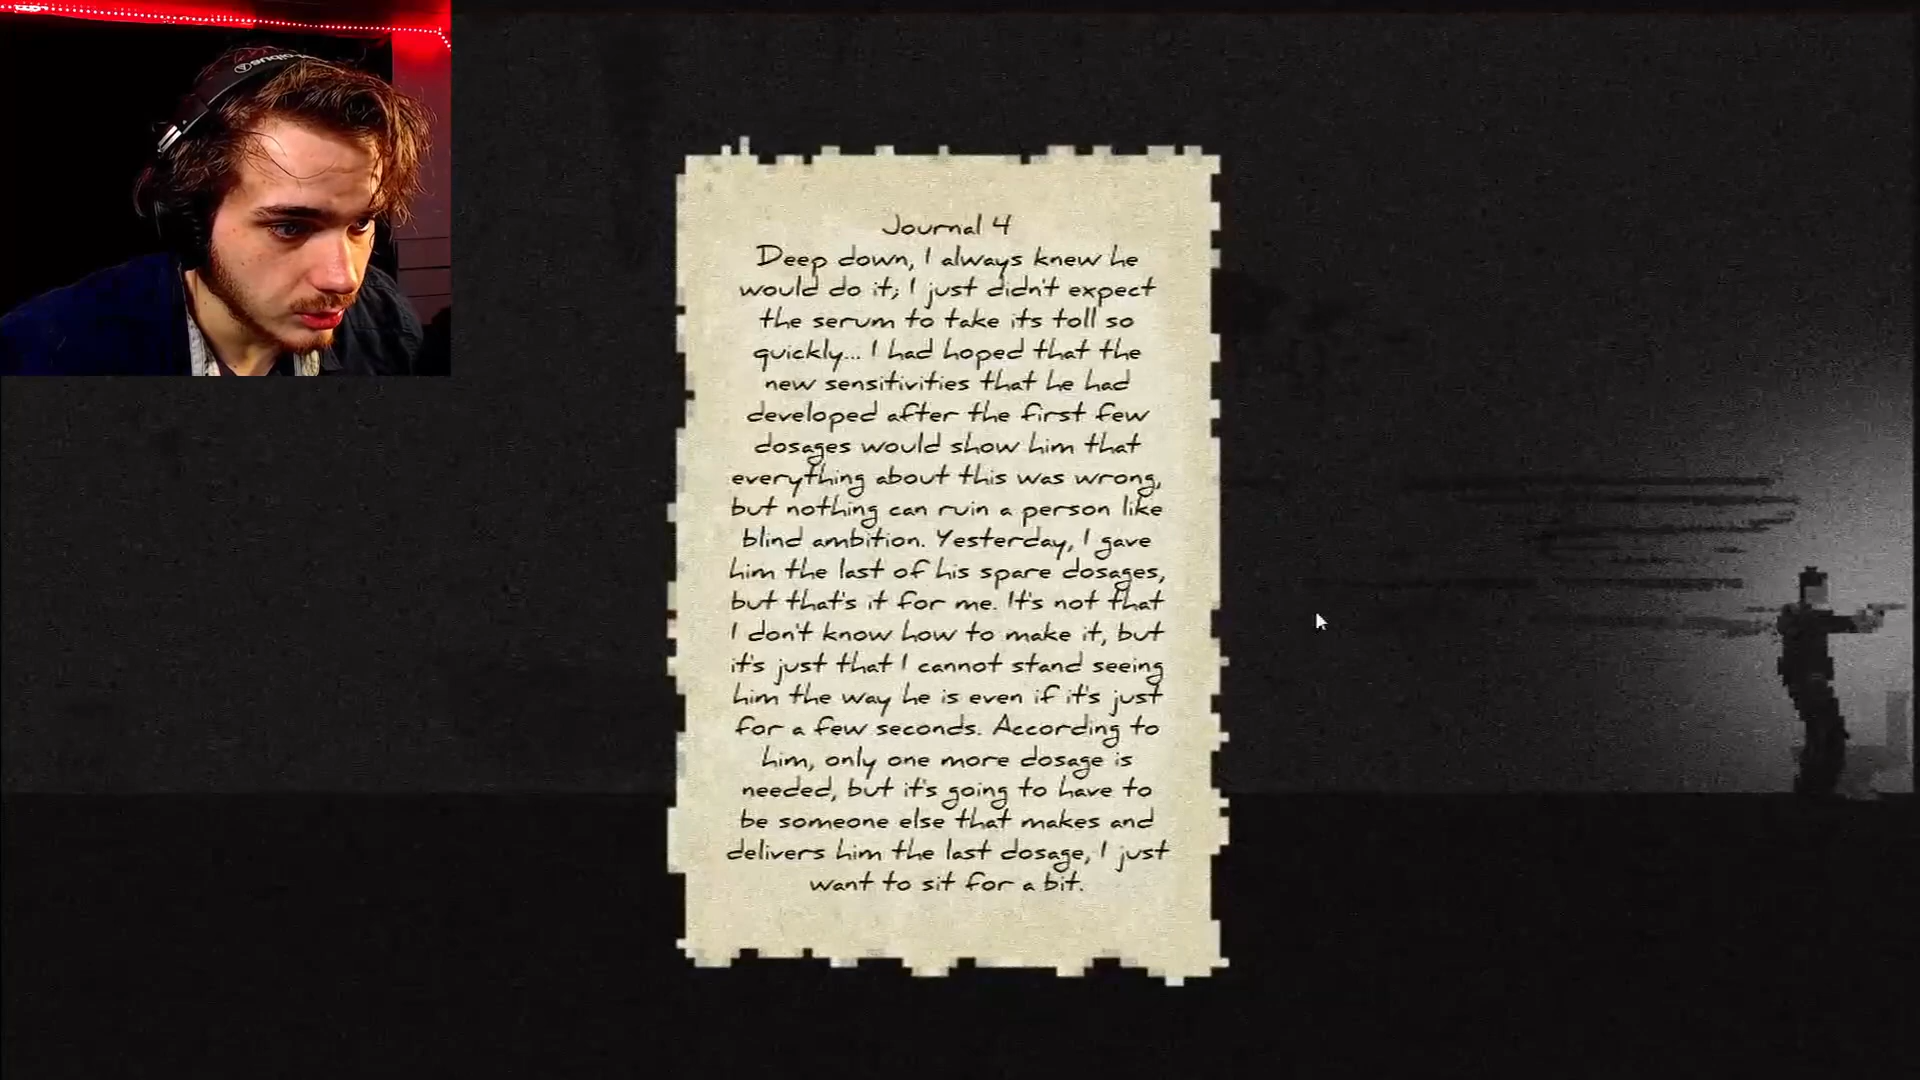 Journal 4
Deep down, I always knew he
would do it; I just didn't expect
the serum to take its toll so
quickly... I had hoped that the
new sensitivities that he had
developed after the first few
dosages would show him that
everything about this was wrong,
but nothing can ruin a person like
blind ambition. Yesterday, I gave
him the last of his spare dosages,
but that's it for me. It's not that
I don't know how to make it, but
it's just that I cannot stand seeing
him the way he is even if it's just
for a few seconds. According to
him, only one more dosage is
needed, but it's going to have to
be someone else that makes and
delivers him the last dosage, I just
want to sit for a bit.